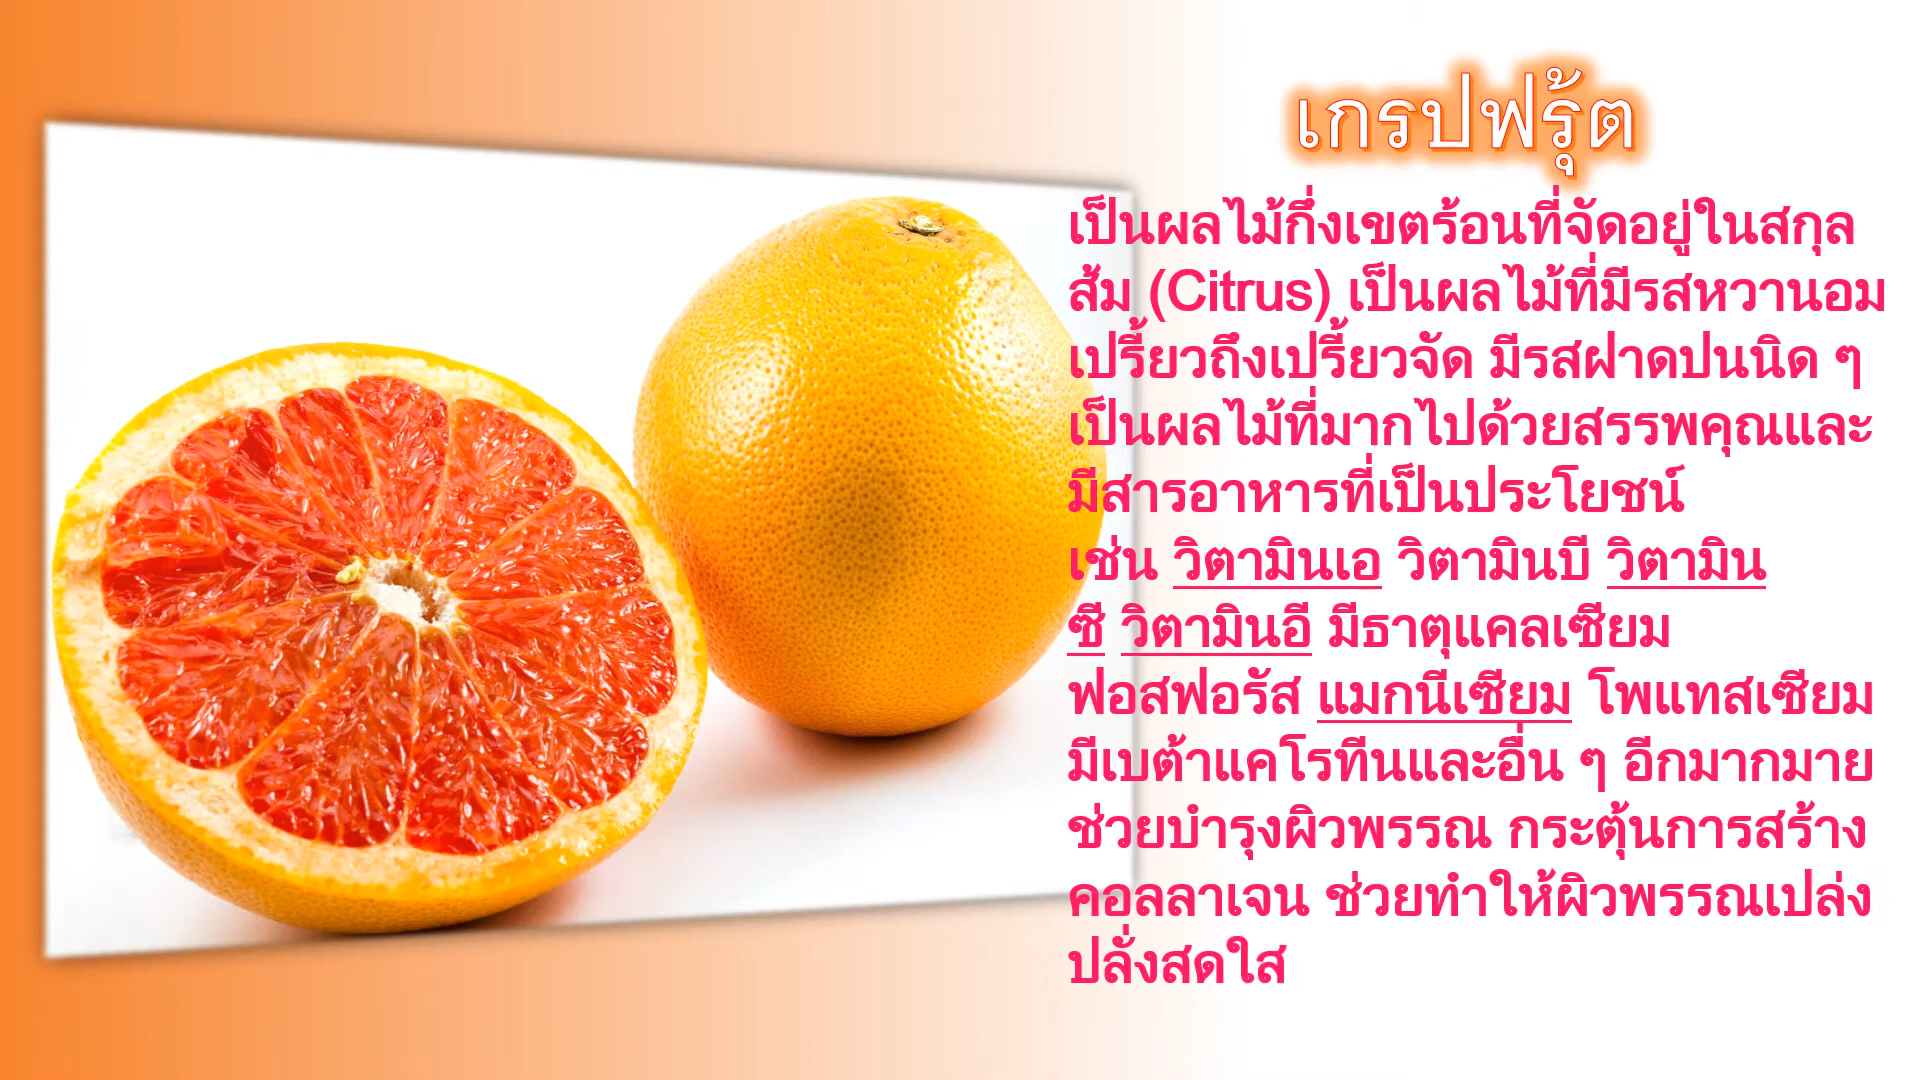 เกรปฟรุ้ต
เป็นผลไม้กึ่งเขตร้อนที่จัดอยู่ในสกุล
ส้ม (Citrus) เป็นผลไม้ที่มีรสหวานอม
เปรี้ยวถึงเปรี้ยวจัด มีรสฝาดปนนิด ๆ
เป็นผลไม้ที่มากไปด้วยสรรพคุณและ
มีสารอาหารที่เป็นประโยชน์
เช่น วิตามินเอ วิตามินบี วิตามิน
ซี วิตามินอี มีธาตุแคลเซียม
ฟอสฟอรัส แมกนีเซียม โพแทสเซียม
มีเบต้าแคโรทีนและอื่น ๆ อีกมากมาย
ช่วยบำรุงผิวพรรณ กระตุ้นการสร้าง
คอลลาเจน ช่วยทำให้ผิวพรรณเปล่ง
ปลั่งสดใส